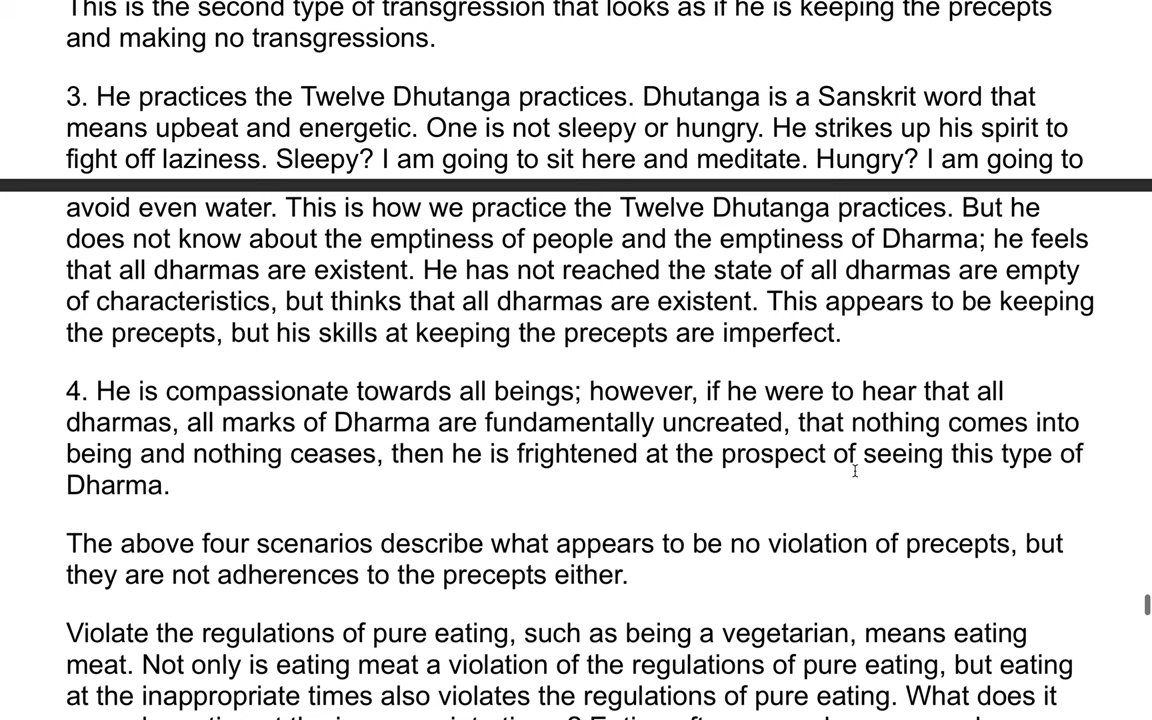 This is the second type of transgression that looks as if he is keeping the precepts
and making no transgressions.
3. He practices the Twelve Dhutanga practices. Dhutanga is a Sanskrit word that
means upbeat and energetic. One is not sleepy or hungry. He strikes up his spirit to
fight off laziness. Sleepy? I am going to sit here and meditate. Hungry? I am going to
avoid even water. This is how we practice the Twelve Dhutanga practices. But he
does not know about the emptiness of people and the emptiness of Dharma; he feels
that all dharmas are existent. He has not reached the state of all dharmas are empty
of characteristics, but thinks that all dharmas are existent. This appears to be keeping
the precepts, but his skills at keeping the precepts are imperfect.
4. He is compassionate towards all beings; however, if he were to hear that all
dharmas, all marks of Dharma are fundamentally uncreated, that nothing comes into
being and nothing ceases, then he is frightened at the prospect of seeing this type of
Dharma.
The above four scenarios describe what appears to be no violation of precepts, but
they are not adherences to the precepts either.
Violate the regulations of pure eating, such as being a vegetarian, means eating
meat. Not only is eating meat a violation of the regulations of pure eating, but eating
at the inappropriate times also violates the regulations of pure eating. What does it